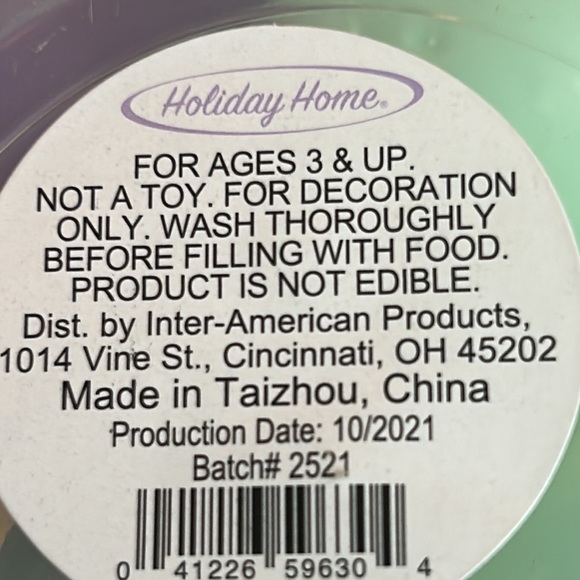 Holiday Home®
FOR AGES 3 & UP.
NOT A TOY. FOR DECORATION
ONLY. WASH THOROUGHLY
BEFORE FILLING WITH FOOD.
PRODUCT IS NOT EDIBLE.
Dist. by Inter-American Products,
1014 Vine St., Cincinnati, OH 45202
Made in Taizhou, China
Production Date: 10/2021
Batch# 2521
0 41226 59630 4